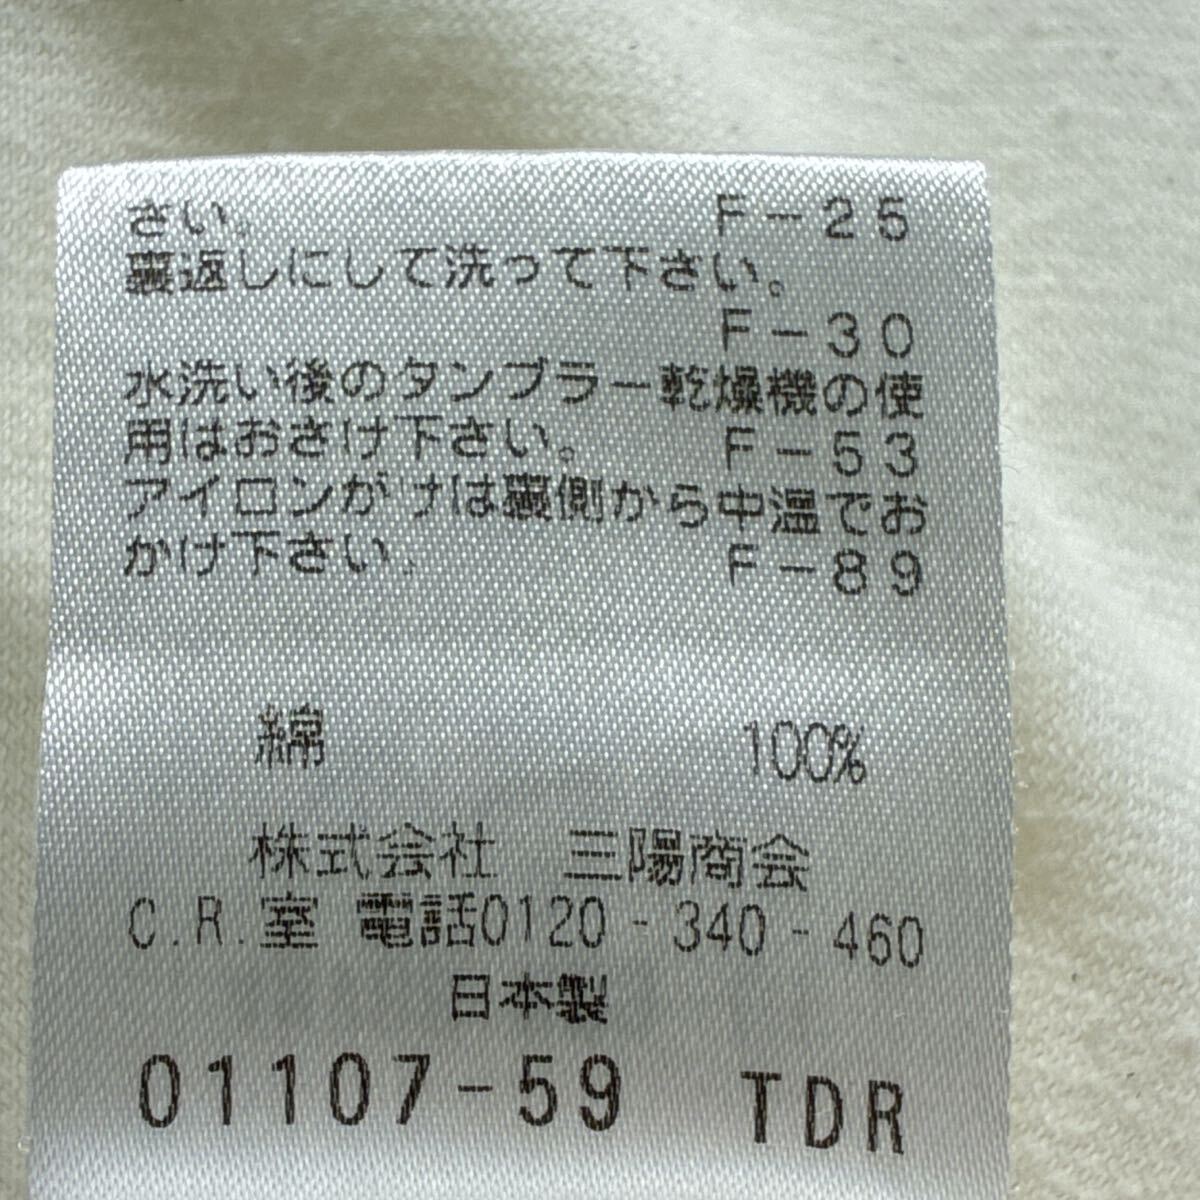 さい。 F-25
裏返しにして洗って下さい。
F-30
水洗い後のタンブラー乾燥機の使
用はおさけ下さい。 F-53
アイロンがけは裏側から中温でお
かけ下さい。 F-89
綿 100%
株式会社 三陽商会
C.R.室 電話0120-340-460
日本製
01107-59 TDR